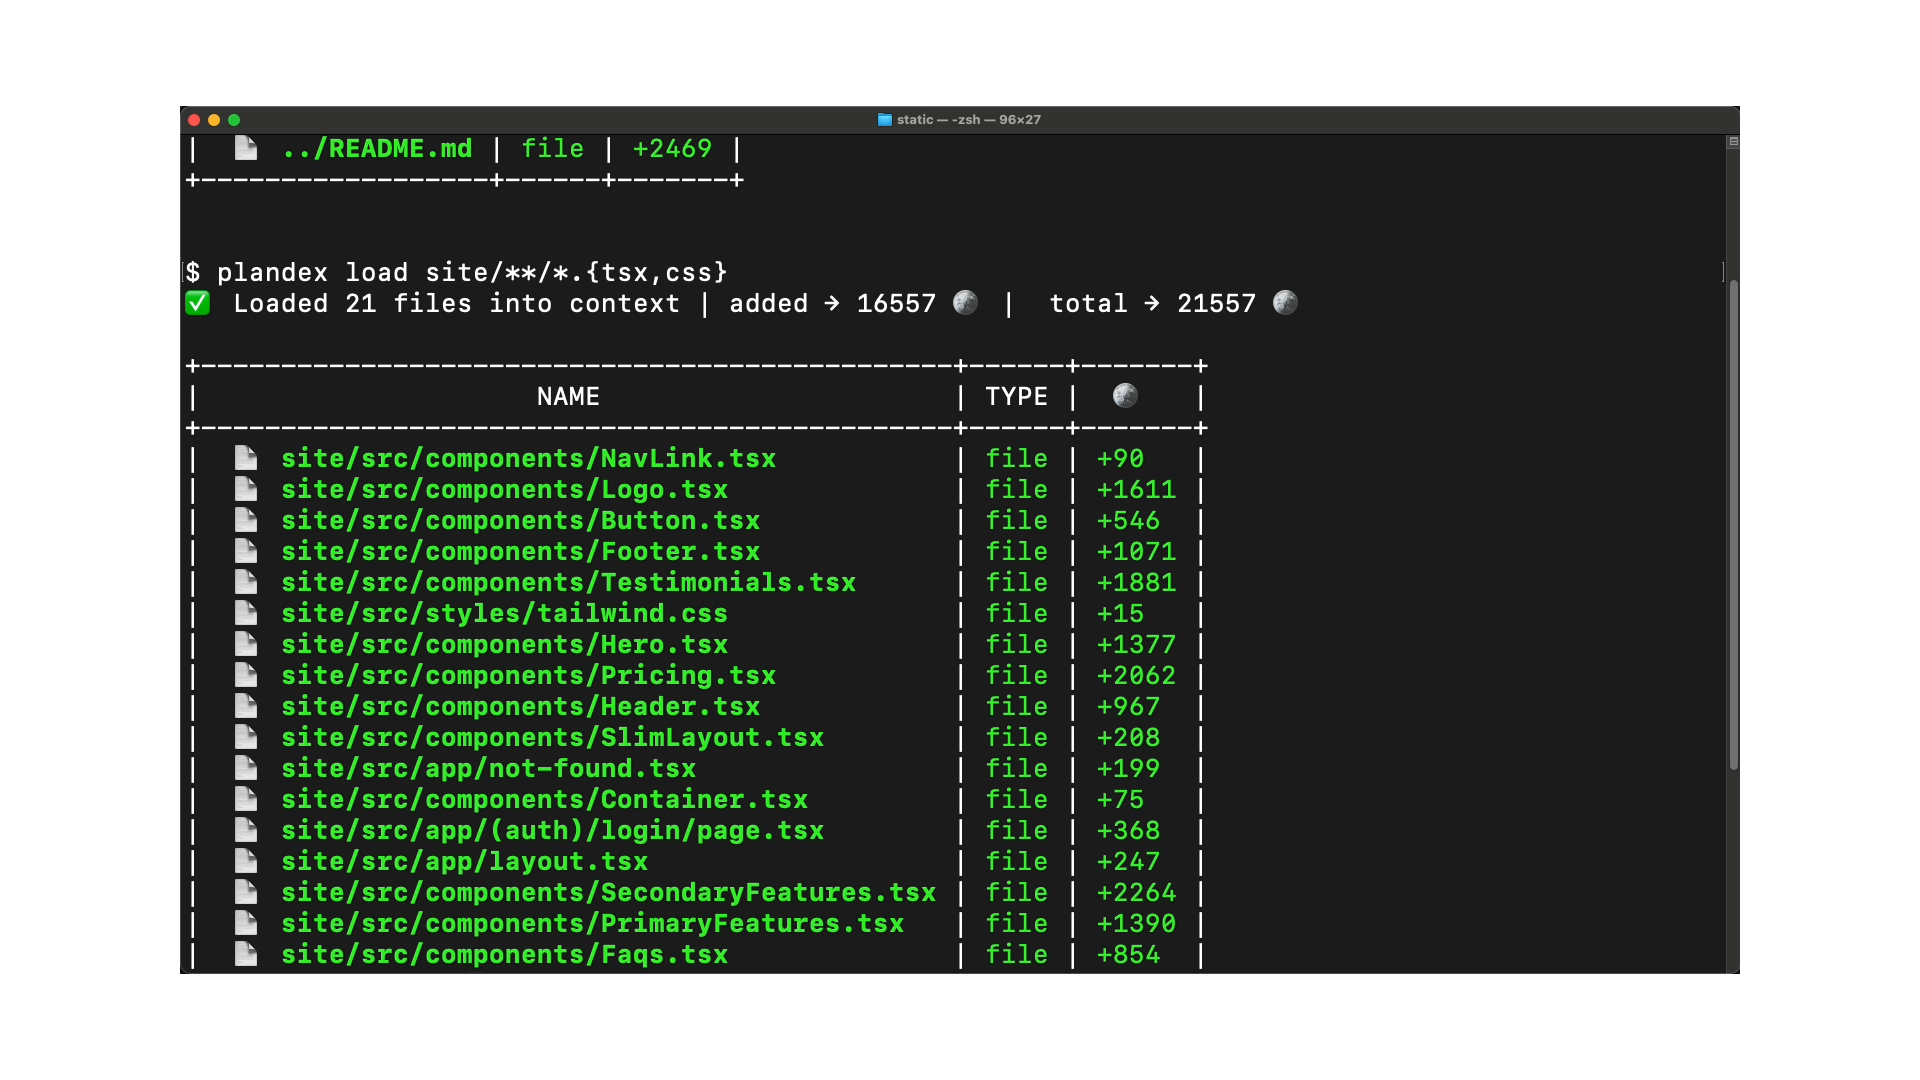 static — -zsh — 96×27
| 📄 ../README.md | file | +2469 |
+------------------+------+-------+
$ plandex load site/**/*.{tsx,css}
✅ Loaded 21 files into context | added → 16557 🪙 | total → 21557 🪙
+-----------------------------------------------+------+-------+
| NAME | TYPE | 🪙 |
+-----------------------------------------------+------+-------+
| 📄 site/src/components/NavLink.tsx | file | +90 |
| 📄 site/src/components/Logo.tsx | file | +1611 |
| 📄 site/src/components/Button.tsx | file | +546 |
| 📄 site/src/components/Footer.tsx | file | +1071 |
| 📄 site/src/components/Testimonials.tsx | file | +1881 |
| 📄 site/src/styles/tailwind.css | file | +15 |
| 📄 site/src/components/Hero.tsx | file | +1377 |
| 📄 site/src/components/Pricing.tsx | file | +2062 |
| 📄 site/src/components/Header.tsx | file | +967 |
| 📄 site/src/components/SlimLayout.tsx | file | +208 |
| 📄 site/src/app/not-found.tsx | file | +199 |
| 📄 site/src/components/Container.tsx | file | +75 |
| 📄 site/src/app/(auth)/login/page.tsx | file | +368 |
| 📄 site/src/app/layout.tsx | file | +247 |
| 📄 site/src/components/SecondaryFeatures.tsx | file | +2264 |
| 📄 site/src/components/PrimaryFeatures.tsx | file | +1390 |
| 📄 site/src/components/Faqs.tsx | file | +854 |